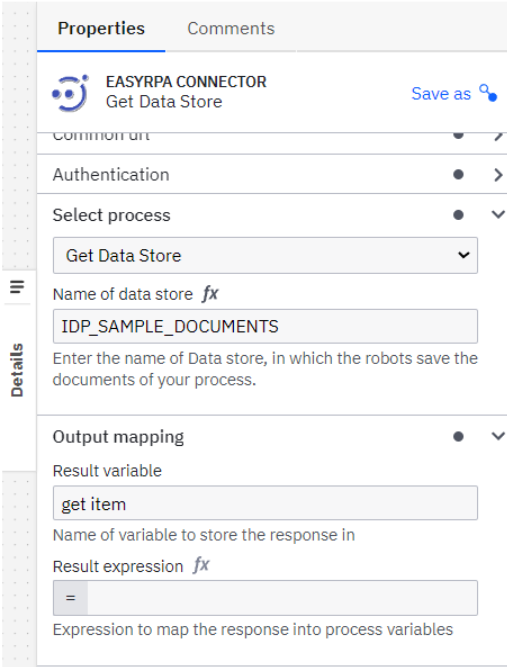 Properties
Comments
EASYRPA CONNECTOR
Get Data Store
Save as
Common url
Authentication
Select process
Get Data Store
Name of data store fx
IDP_SAMPLE_DOCUMENTS
Enter the name of Data store, in which the robots save the
documents of your process.
Details
Output mapping
Result variable
get item
Name of variable to store the response in
Result expression fx
=
Expression to map the response into process variables